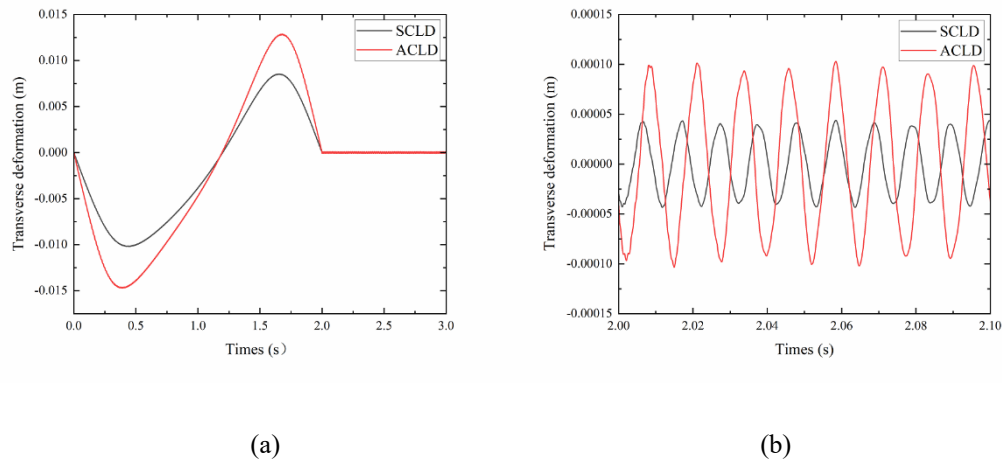 0.015
0.010
0.005
0.000
-0.005
-0.010
-0.015
Transverse deformation (m)
0.0
0.5
1.0
1.5
2.0
2.5
3.0
Times (s）
SCLD
ACLD
(a)
0.00015
0.00010
0.00005
0.00000
-0.00005
-0.00010
-0.00015
Transverse deformation (m)
2.00
2.02
2.04
2.06
2.08
2.10
Times (s)
SCLD
ACLD
(b)